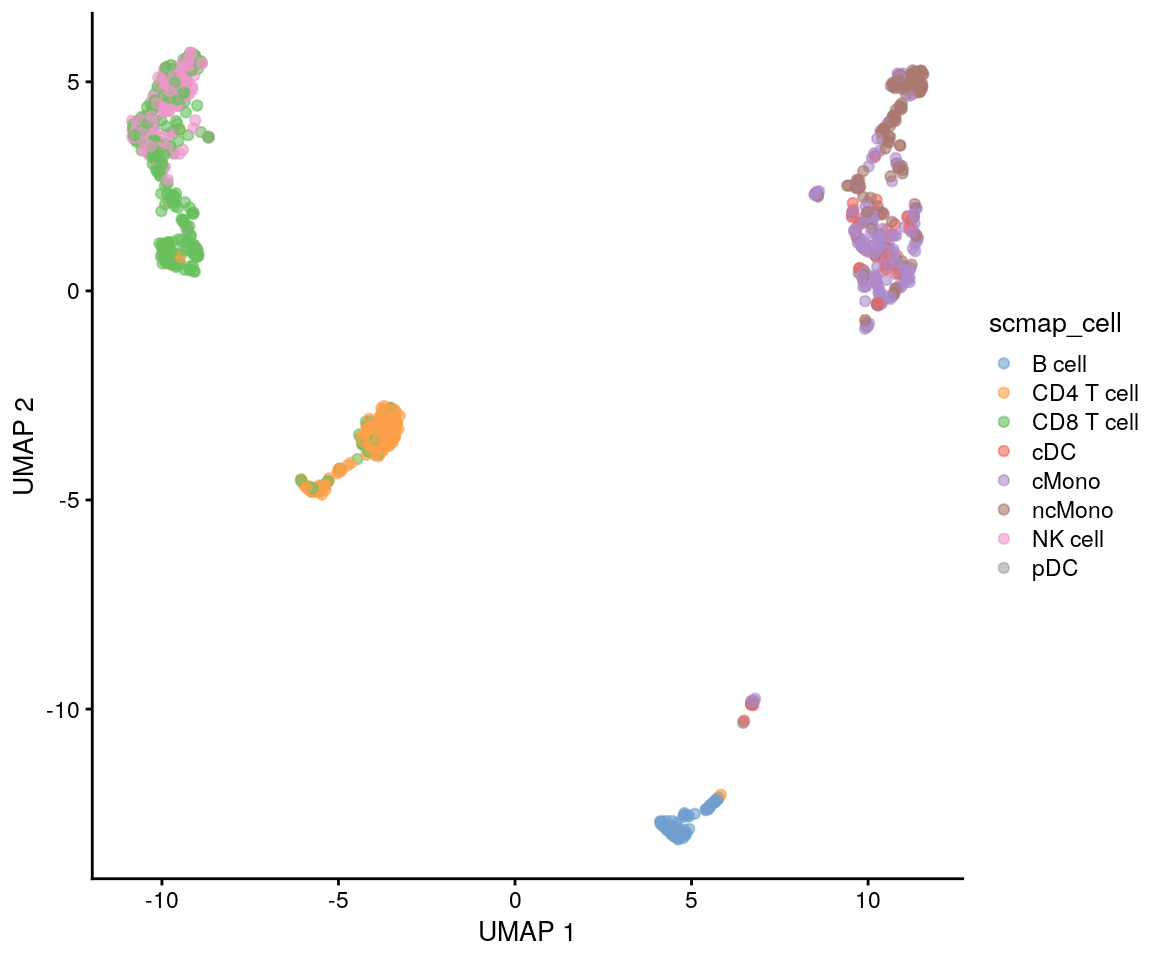 5
0
-5
-10
UMAP 2
-10
-5
0
5
10
UMAP 1
scmap_cell
B cell
CD4 T cell
CD8 T cell
cDC
cMono
ncMono
NK cell
pDC